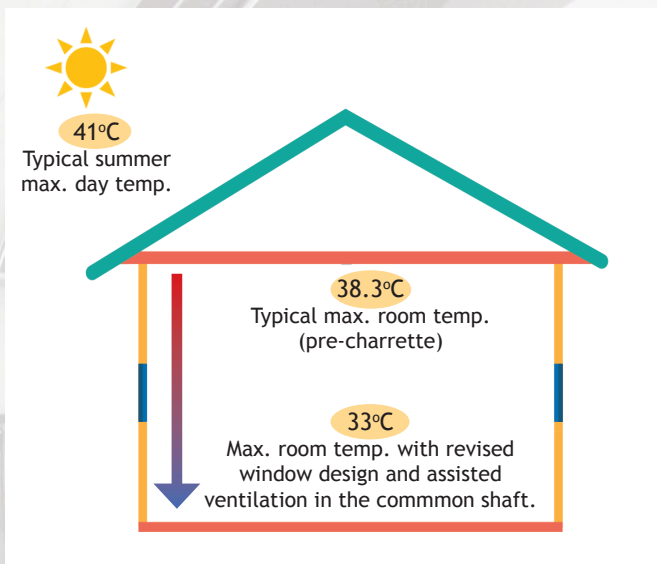 41°C
Typical summer
max. day temp.
38.3°C
Typical max. room temp.
(pre-charrette)
33°C
Max. room temp. with revised
window design and assisted
ventilation in the commmon shaft.